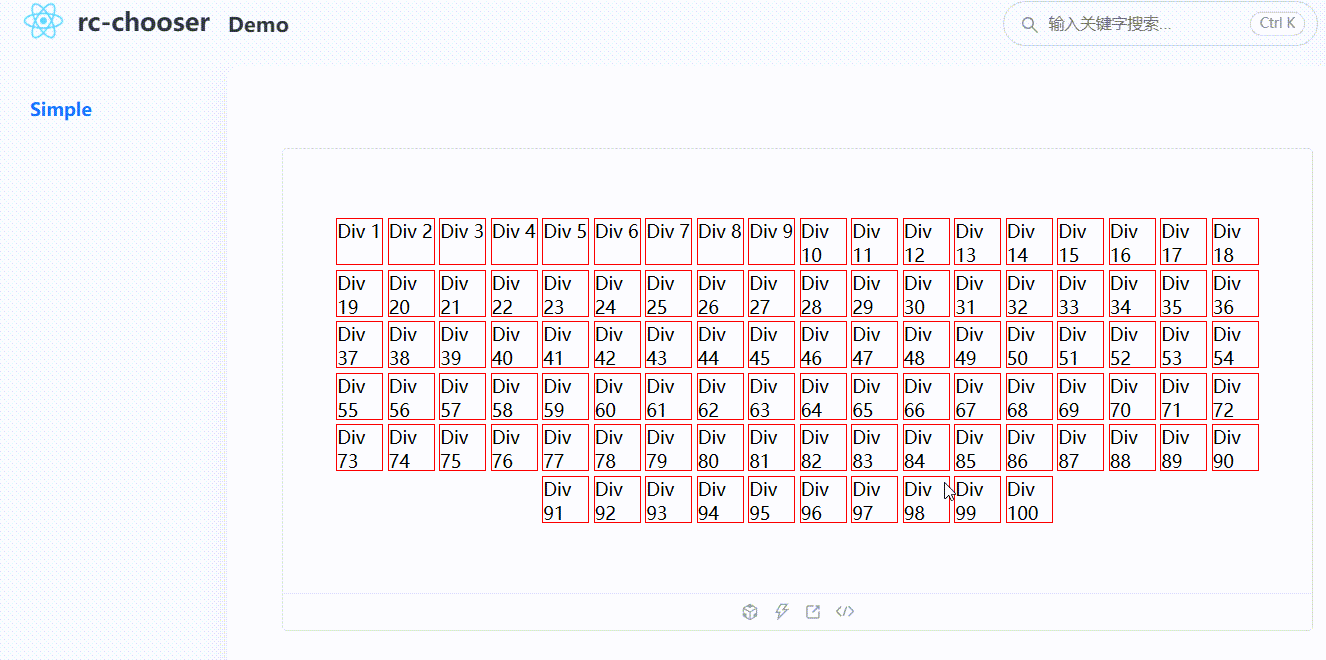 rc-chooser Demo 输入关键字搜索... Ctrl K
Simple
Div 1 Div 2 Div 3 Div 4 Div 5 Div 6 Div 7 Div 8 Div 9 Div 10 Div 11 Div 12 Div 13 Div 14 Div 15 Div 16 Div 17 Div 18
Div 19 Div 20 Div 21 Div 22 Div 23 Div 24 Div 25 Div 26 Div 27 Div 28 Div 29 Div 30 Div 31 Div 32 Div 33 Div 34 Div 35 Div 36
Div 37 Div 38 Div 39 Div 40 Div 41 Div 42 Div 43 Div 44 Div 45 Div 46 Div 47 Div 48 Div 49 Div 50 Div 51 Div 52 Div 53 Div 54
Div 55 Div 56 Div 57 Div 58 Div 59 Div 60 Div 61 Div 62 Div 63 Div 64 Div 65 Div 66 Div 67 Div 68 Div 69 Div 70 Div 71 Div 72
Div 73 Div 74 Div 75 Div 76 Div 77 Div 78 Div 79 Div 80 Div 81 Div 82 Div 83 Div 84 Div 85 Div 86 Div 87 Div 88 Div 89 Div 90
Div 91 Div 92 Div 93 Div 94 Div 95 Div 96 Div 97 Div 98 Div 99 Div 100